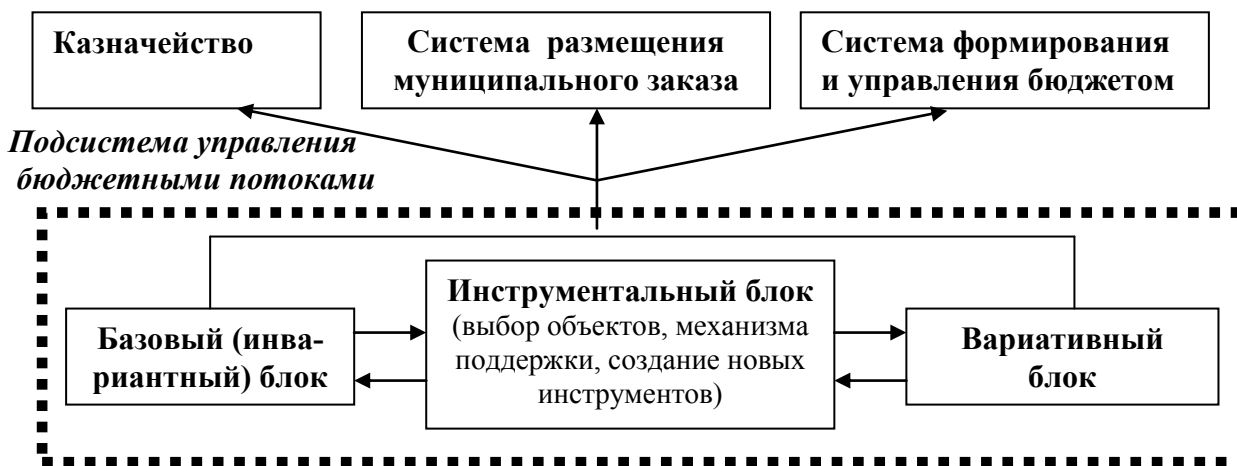 Казначейство
Система размещения
муниципального заказа
Система формирования
и управления бюджетом
Подсистема управления
бюджетными потоками
Базовый (инва-
риантный) блок
Инструментальный блок
(выбор объектов, механизма
поддержки, создание новых
инструментов)
Вариативный
блок